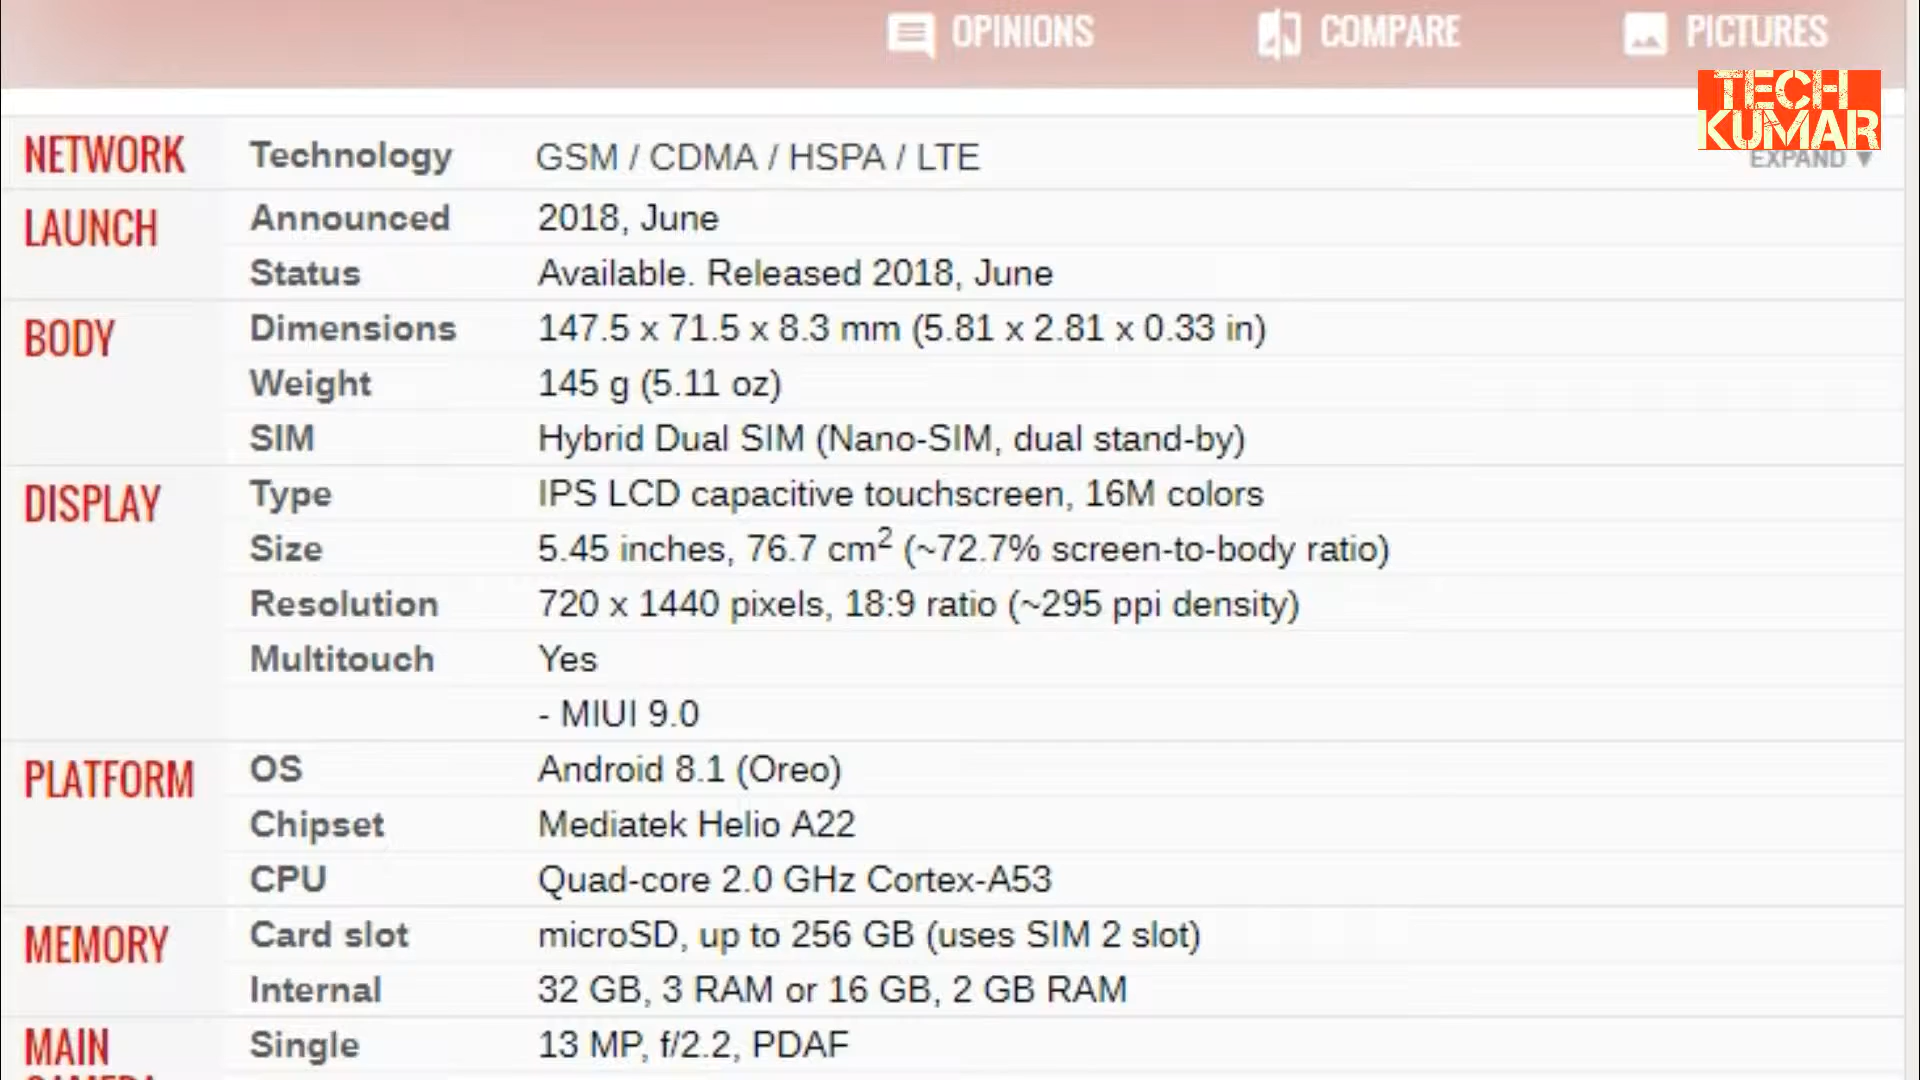 OPINIONS COMPARE PICTURES
TECH
KUMAR
NETWORK Technology GSM / CDMA / HSPA / LTE EXPAND ▼
LAUNCH Announced 2018, June
Status Available. Released 2018, June
BODY Dimensions 147.5 x 71.5 x 8.3 mm (5.81 x 2.81 x 0.33 in)
Weight 145 g (5.11 oz)
SIM Hybrid Dual SIM (Nano-SIM, dual stand-by)
DISPLAY Type IPS LCD capacitive touchscreen, 16M colors
Size 5.45 inches, 76.7 cm² (~72.7% screen-to-body ratio)
Resolution 720 x 1440 pixels, 18:9 ratio (~295 ppi density)
Multitouch Yes
- MIUI 9.0
PLATFORM OS Android 8.1 (Oreo)
Chipset Mediatek Helio A22
CPU Quad-core 2.0 GHz Cortex-A53
MEMORY Card slot microSD, up to 256 GB (uses SIM 2 slot)
Internal 32 GB, 3 RAM or 16 GB, 2 GB RAM
MAIN Single 13 MP, f/2.2, PDAF